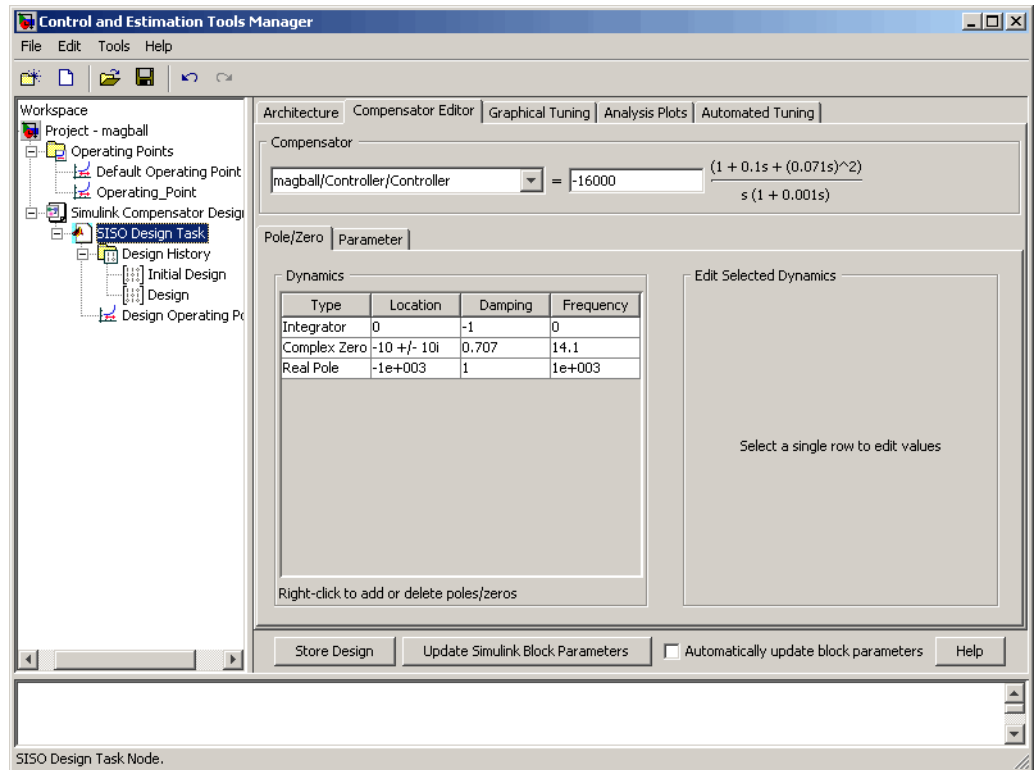 Control and Estimation Tools Manager
File Edit Tools Help
Workspace
Project - magball
Operating Points
Default Operating Point
Operating_Point
Simulink Compensator Desig
SISO Design Task
Design History
Initial Design
Design
Design Operating Po
Architecture Compensator Editor Graphical Tuning Analysis Plots Automated Tuning
Compensator
magball/Controller/Controller = -16000
(1 + 0.1s + (0.071s)^2)
s (1 + 0.001s)
Pole/Zero Parameter
Dynamics
Type Location Damping Frequency
Integrator 0 -1 0
Complex Zero -10 +/- 10i 0.707 14.1
Real Pole -1e+003 1 1e+003
Right-click to add or delete poles/zeros
Edit Selected Dynamics
Select a single row to edit values
Store Design Update Simulink Block Parameters Automatically update block parameters Help
SISO Design Task Node.